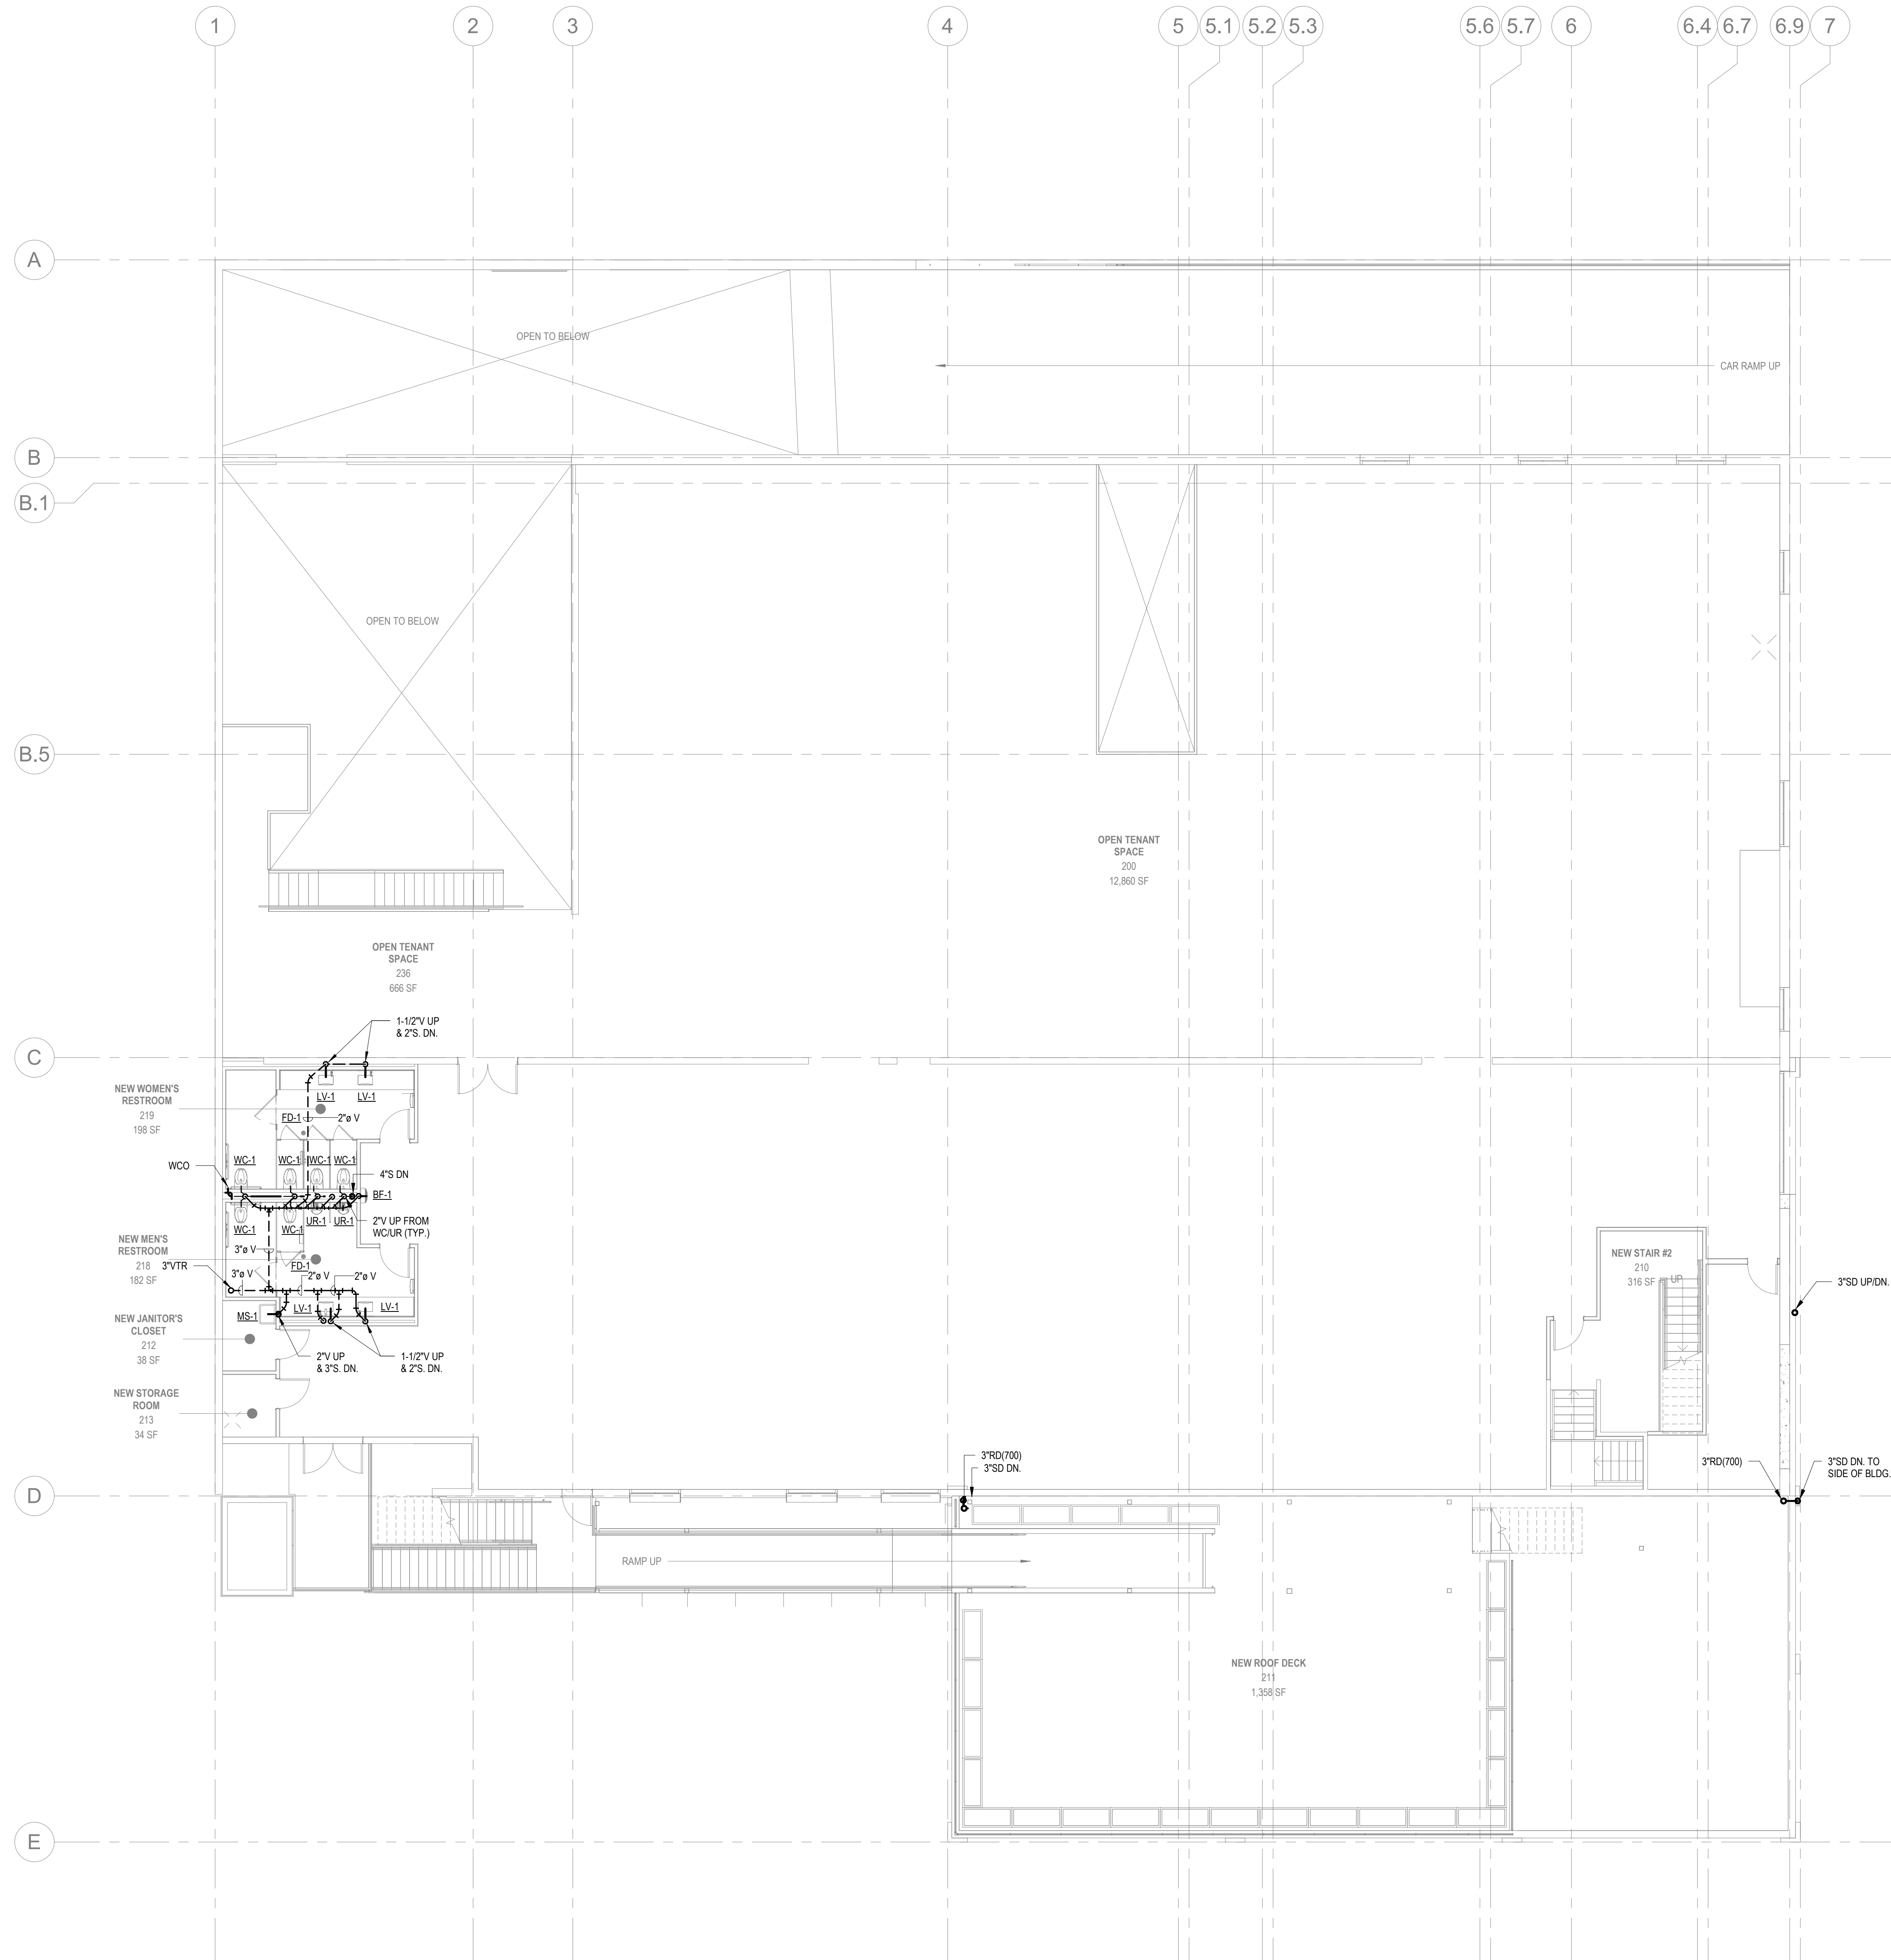 1
2
3
4
5
5.1
5.2
5.3
5.6
5.7
6
6.4
6.7
6.9
7
A
OPEN TO BELOW
CAR RAMP UP
B
B.1
OPEN TO BELOW
B.5
OPEN TENANT
SPACE
200
12,860 SF
OPEN TENANT
SPACE
236
666 SF
1-1/2"V UP
& 2"S. DN.
C
NEW WOMEN'S
RESTROOM
219
198 SF
LV-1
LV-1
FD-1
2"ø V
WC-1
WC-1
WC-1
WC-1
WCO
4"S DN
BF-1
WC-1
WC-1
UR-1
UR-1
2"V UP FROM
WC/UR (TYP.)
NEW MEN'S
RESTROOM
218
182 SF
3"ø V
FD-1
3"VTR
3"ø V
2"ø V
2"ø V
NEW STAIR #2
210
316 SF
UP
3"SD UP/DN.
MS-1
LV-1
LV-1
NEW JANITOR'S
CLOSET
212
38 SF
2"V UP
& 3"S. DN.
1-1/2"V UP
& 2"S. DN.
NEW STORAGE
ROOM
213
34 SF
3"RD(700)
3"SD DN.
3"RD(700)
3"SD DN. TO
SIDE OF BLDG.
D
RAMP UP
NEW ROOF DECK
211
1,358 SF
E